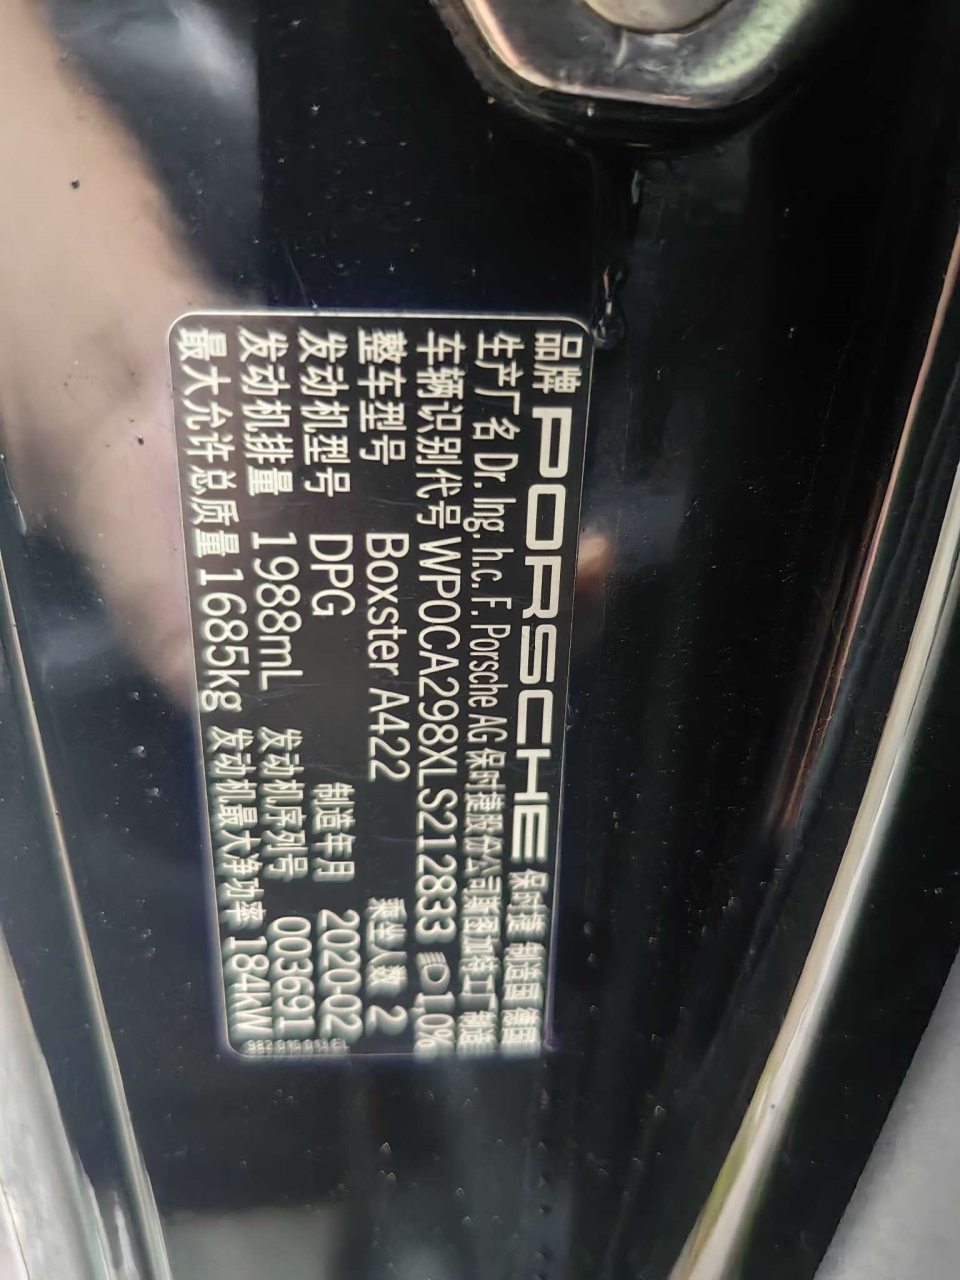 品牌 PORSCHE 保时捷 制造国 德国
生产厂名 Dr. Ing. h.c. F. Porsche AG 保时捷股份公司斯图加特工厂 制造
车辆识别代号 WP0CA298XLS212833 1,0%
整车型号 Boxster A422 乘坐人数 2
发动机型号 DPG 制造年月 2020-02
发动机排量 1988mL 发动机序列号 003691
最大允许总质量 1685kg 发动机最大净功率 184kW